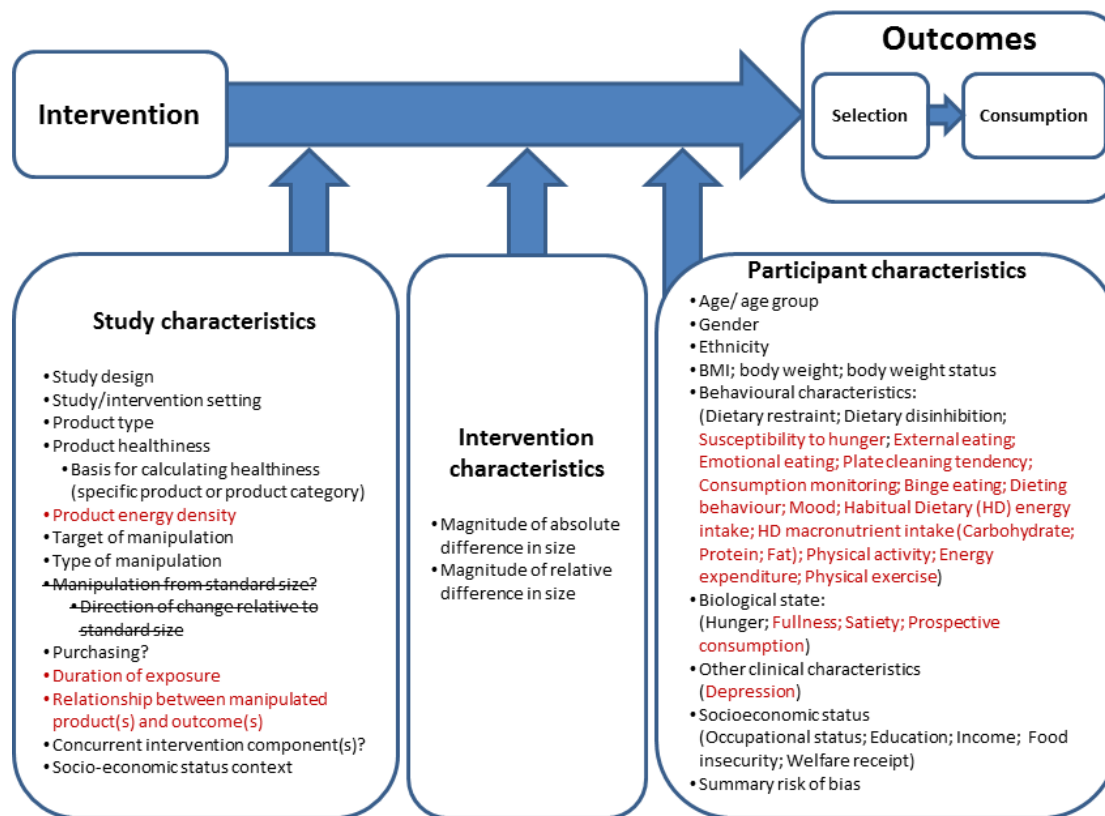 Intervention
Outcomes
Selection
Consumption
Study characteristics
• Study design
• Study/intervention setting
• Product type
• Product healthiness
• Basis for calculating healthiness
(specific product or product category)
• Product energy density
• Target of manipulation
• Type of manipulation
• Manipulation from standard size?
• Direction of change relative to
standard size
• Purchasing?
• Duration of exposure
• Relationship between manipulated
product(s) and outcome(s)
• Concurrent intervention component(s)?
• Socio-economic status context
Intervention
characteristics
• Magnitude of absolute
difference in size
• Magnitude of relative
difference in size
Participant characteristics
• Age/ age group
• Gender
• Ethnicity
• BMI; body weight; body weight status
• Behavioural characteristics:
(Dietary restraint; Dietary disinhibition;
Susceptibility to hunger; External eating;
Emotional eating; Plate cleaning tendency;
Consumption monitoring; Binge eating; Dieting
behaviour; Mood; Habitual Dietary (HD) energy
intake; HD macronutrient intake (Carbohydrate;
Protein; Fat); Physical activity; Energy
expenditure; Physical exercise)
• Biological state:
(Hunger; Fullness; Satiety; Prospective
consumption)
• Other clinical characteristics
(Depression)
• Socioeconomic status
(Occupational status; Education; Income; Food
insecurity; Welfare receipt)
• Summary risk of bias